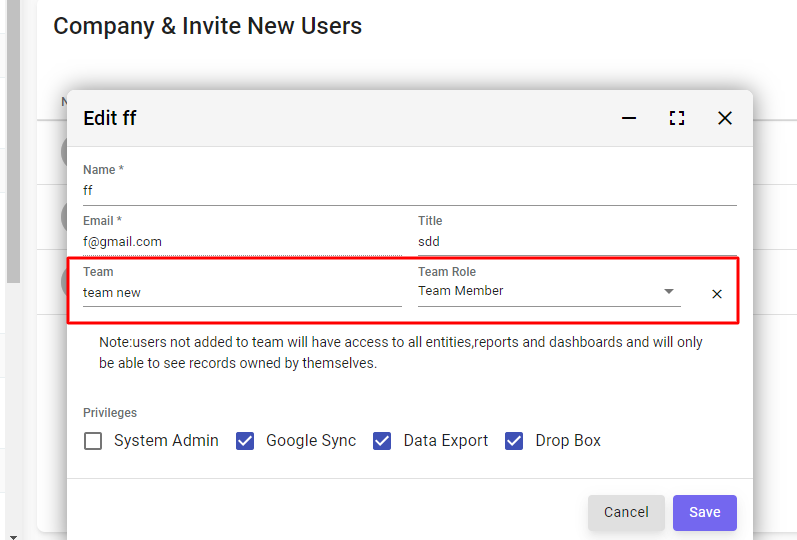 Company & Invite New Users
N
Edit ff
Name *
ff
Email * Title
f@gmail.com sdd
Team Team Role
team new Team Member
Note:users not added to team will have access to all entities,reports and dashboards and will only
be able to see records owned by themselves.
Privileges
System Admin Google Sync Data Export Drop Box
Cancel Save